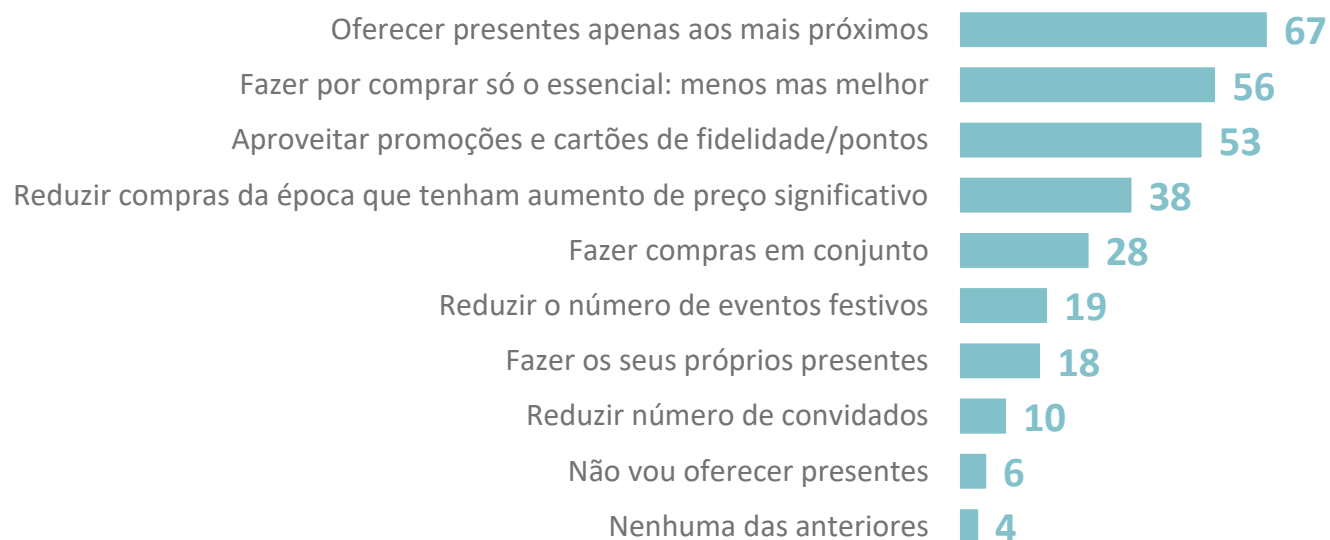 Oferecer presentes apenas aos mais próximos 67
Fazer por comprar só o essencial: menos mas melhor 56
Aproveitar promoções e cartões de fidelidade/pontos 53
Reduzir compras da época que tenham aumento de preço significativo 38
Fazer compras em conjunto 28
Reduzir o número de eventos festivos 19
Fazer os seus próprios presentes 18
Reduzir número de convidados 10
Não vou oferecer presentes 6
Nenhuma das anteriores 4